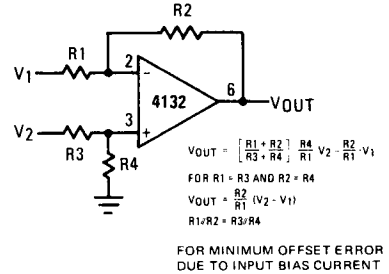 R2
R1
V1
2
-
4132
6
VOUT
V2
3
+
R3
R4
VOUT = [R1 + R2 / R3 + R4] R4/R1 V2 - R2/R1 · V1
FOR R1 = R3 AND R2 = R4
VOUT = R2/R1 (V2 - V1)
R1//R2 = R3//R4
FOR MINIMUM OFFSET ERROR
DUE TO INPUT BIAS CURRENT